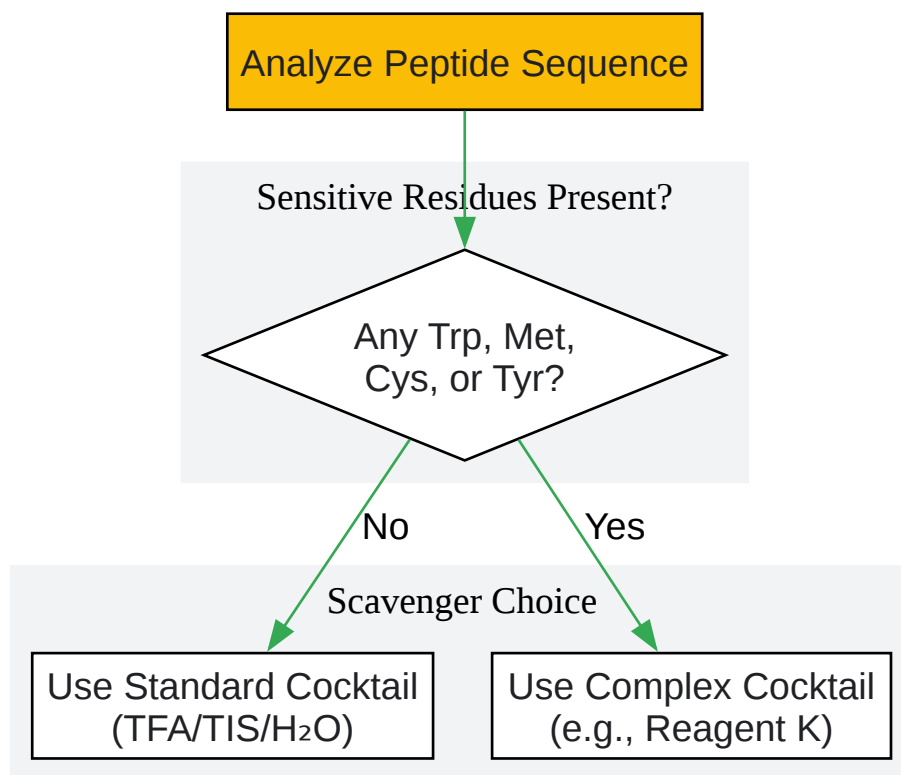 Analyze Peptide Sequence
Sensitive Residues Present?
Any Trp, Met,
Cys, or Tyr?
No
Yes
Scavenger Choice
Use Standard Cocktail
(TFA/TIS/H₂O)
Use Complex Cocktail
(e.g., Reagent K)